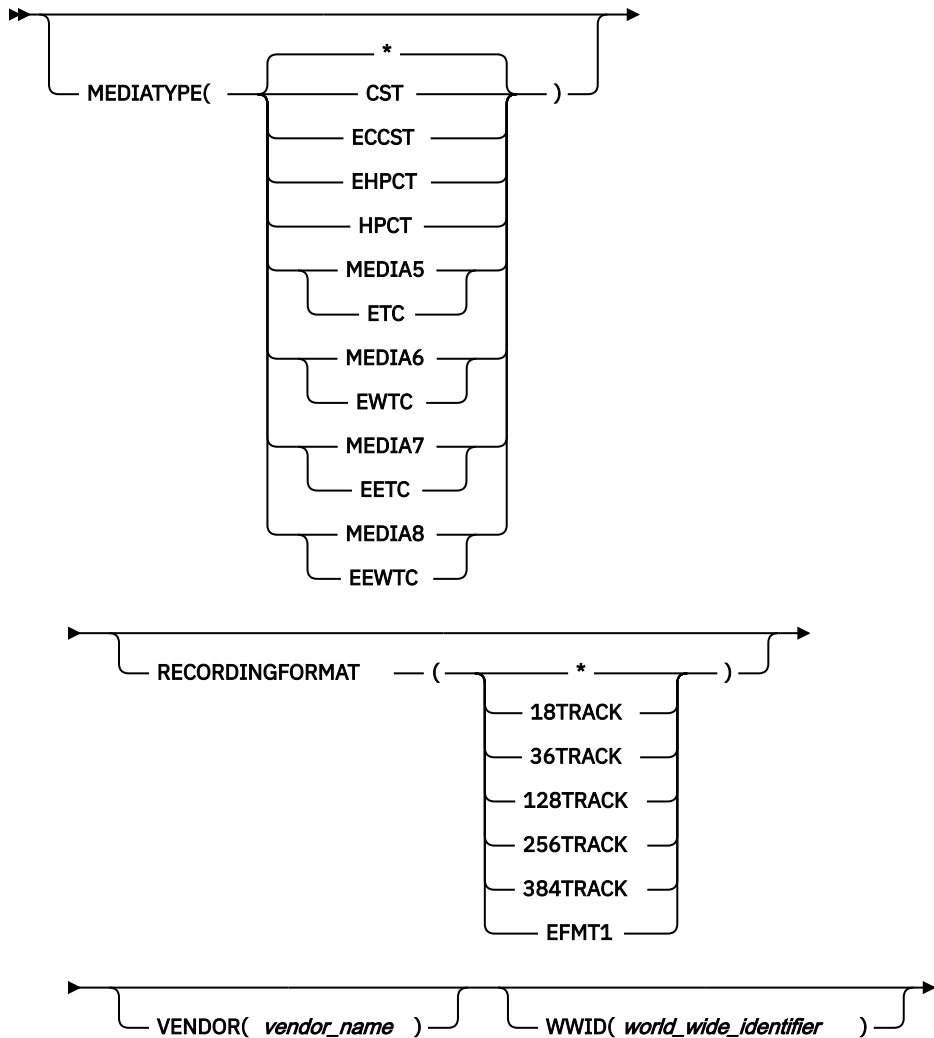 *
MEDIATYPE( CST )
ECCST
EHPCT
HPCT
MEDIA5
ETC
MEDIA6
EWTC
MEDIA7
EETC
MEDIA8
EEWTC
RECORDINGFORMAT ( * )
18TRACK
36TRACK
128TRACK
256TRACK
384TRACK
EFMT1
VENDOR( vendor_name ) WWID( world_wide_identifier )